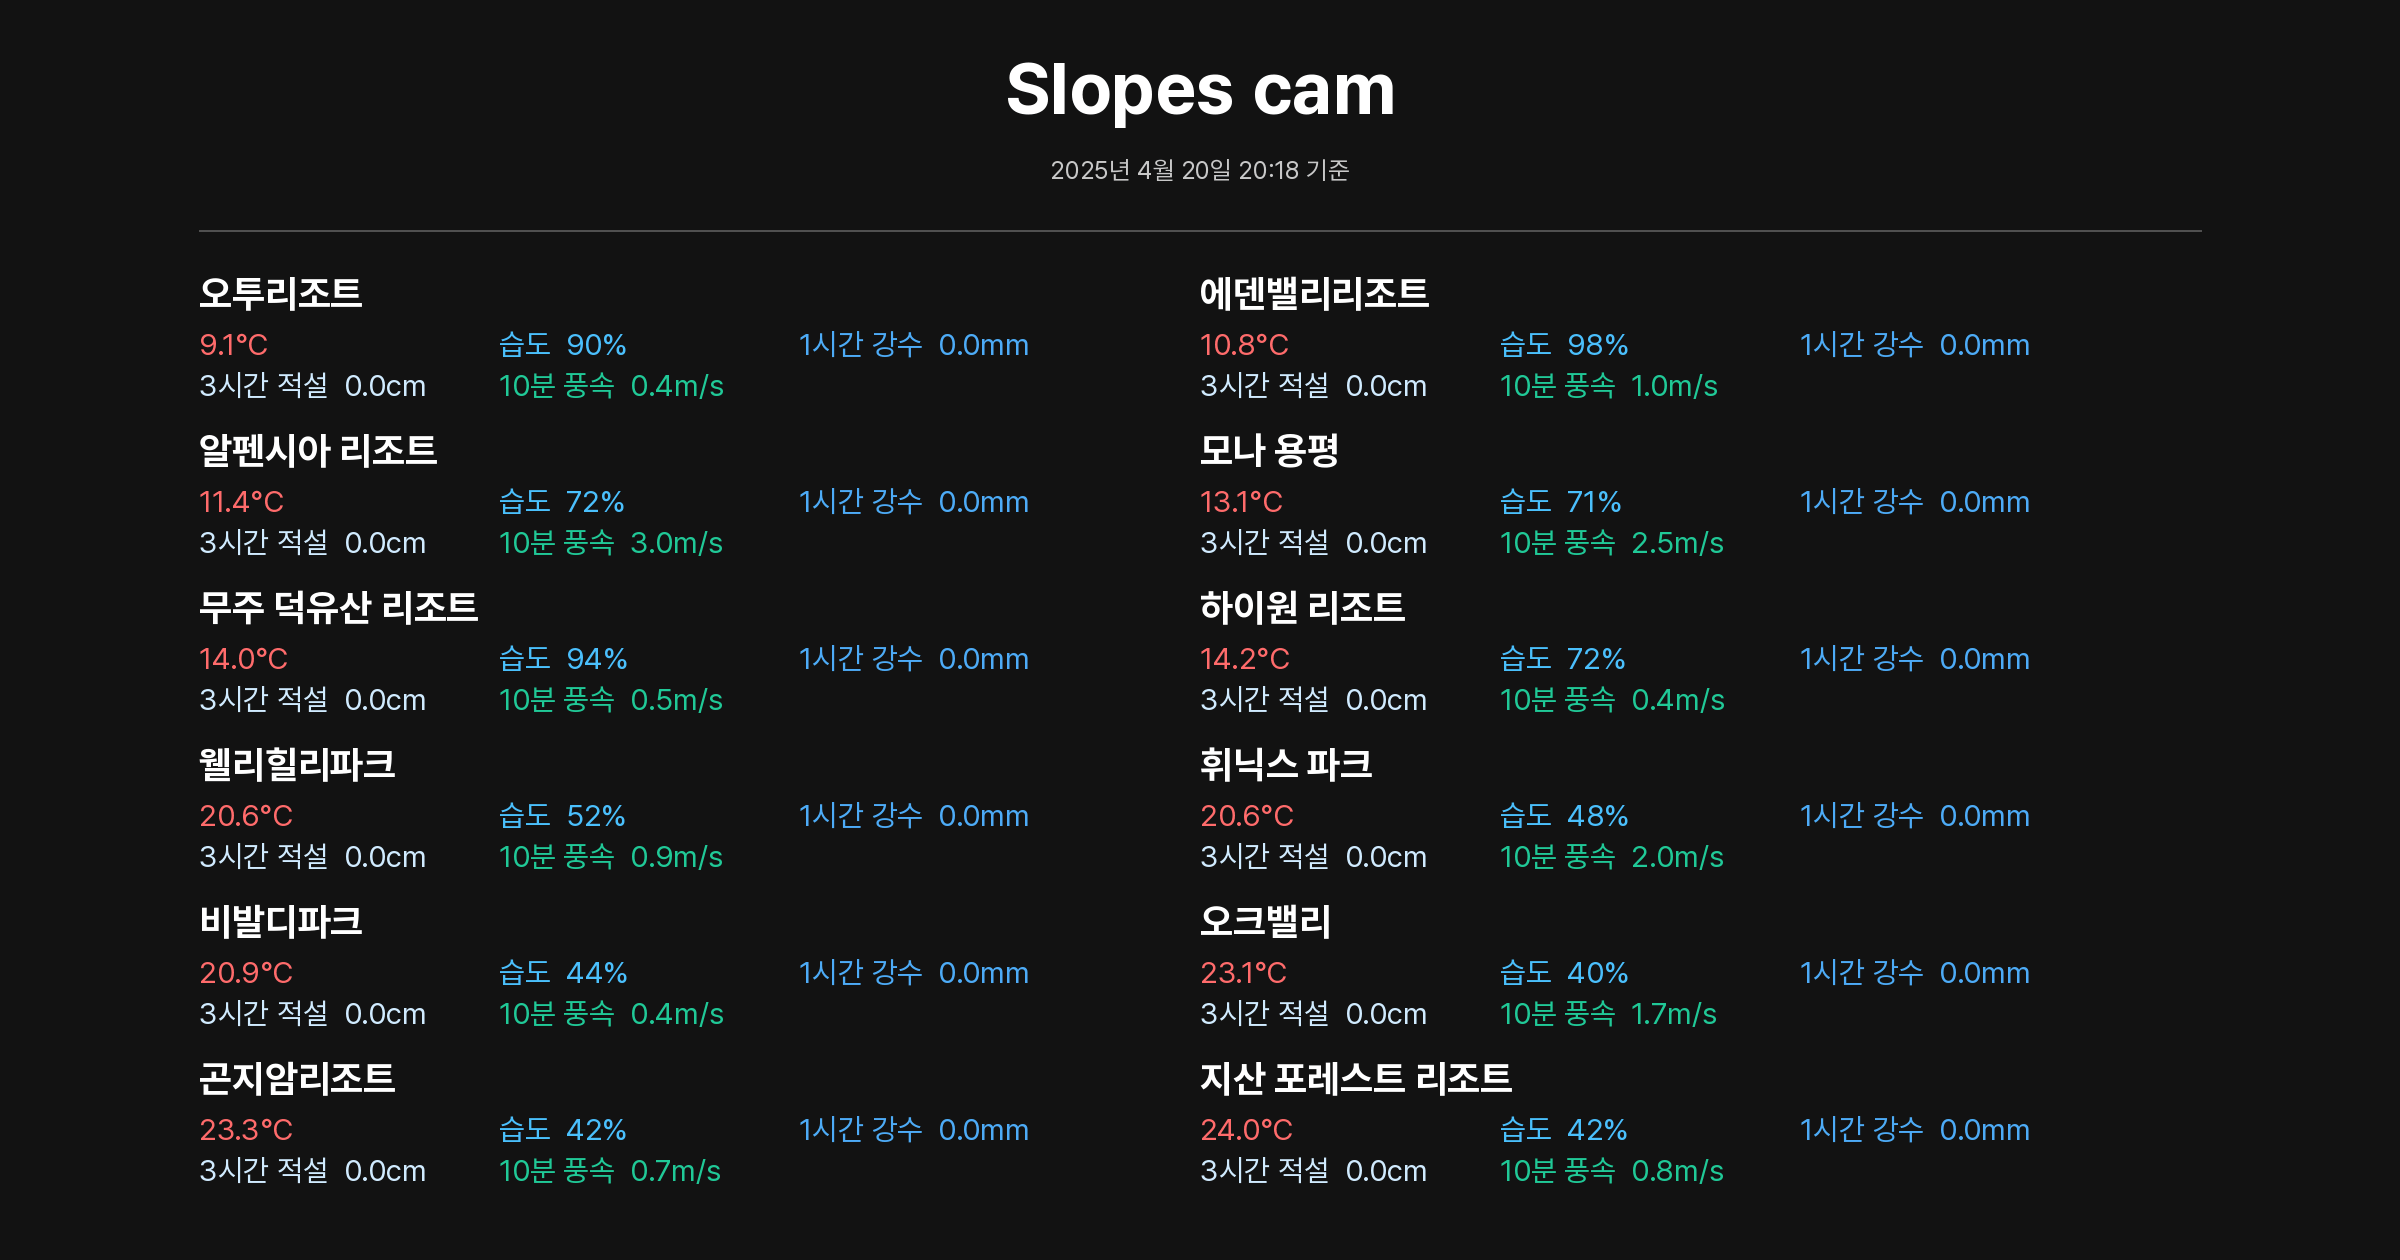 Slopes cam
2025년 4월 20일 20:18 기준
오투리조트
9.1°C 습도 90% 1시간 강수 0.0mm
3시간 적설 0.0cm 10분 풍속 0.4m/s
에덴밸리리조트
10.8°C 습도 98% 1시간 강수 0.0mm
3시간 적설 0.0cm 10분 풍속 1.0m/s
알펜시아 리조트
11.4°C 습도 72% 1시간 강수 0.0mm
3시간 적설 0.0cm 10분 풍속 3.0m/s
모나 용평
13.1°C 습도 71% 1시간 강수 0.0mm
3시간 적설 0.0cm 10분 풍속 2.5m/s
무주 덕유산 리조트
14.0°C 습도 94% 1시간 강수 0.0mm
3시간 적설 0.0cm 10분 풍속 0.5m/s
하이원 리조트
14.2°C 습도 72% 1시간 강수 0.0mm
3시간 적설 0.0cm 10분 풍속 0.4m/s
웰리힐리파크
20.6°C 습도 52% 1시간 강수 0.0mm
3시간 적설 0.0cm 10분 풍속 0.9m/s
휘닉스 파크
20.6°C 습도 48% 1시간 강수 0.0mm
3시간 적설 0.0cm 10분 풍속 2.0m/s
비발디파크
20.9°C 습도 44% 1시간 강수 0.0mm
3시간 적설 0.0cm 10분 풍속 0.4m/s
오크밸리
23.1°C 습도 40% 1시간 강수 0.0mm
3시간 적설 0.0cm 10분 풍속 1.7m/s
곤지암리조트
23.3°C 습도 42% 1시간 강수 0.0mm
3시간 적설 0.0cm 10분 풍속 0.7m/s
지산 포레스트 리조트
24.0°C 습도 42% 1시간 강수 0.0mm
3시간 적설 0.0cm 10분 풍속 0.8m/s